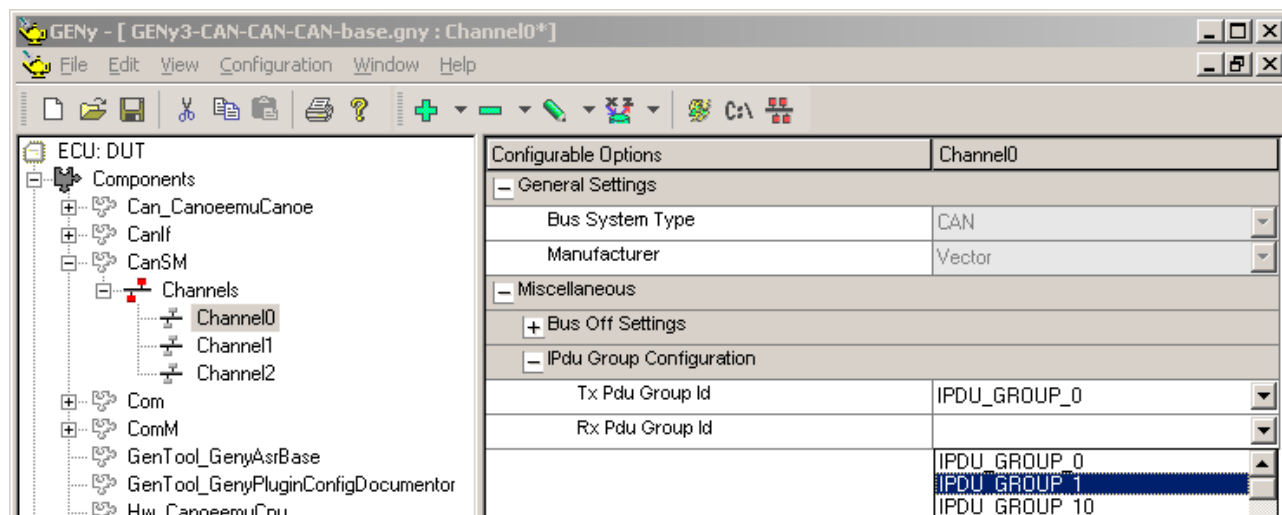 GENy - [ GENy3-CAN-CAN-CAN-base.gny : Channel0*]
File Edit View Configuration Window Help
C:\
ECU: DUT
Components
Can_CanoeemuCanoe
CanIf
CanSM
Channels
Channel0
Channel1
Channel2
Com
ComM
GenTool_GenyAsrBase
GenTool_GenyPluginConfigDocumentor
Hw_CanoeemuCpu
Configurable Options Channel0
General Settings
Bus System Type CAN
Manufacturer Vector
Miscellaneous
Bus Off Settings
IPdu Group Configuration
Tx Pdu Group Id IPDU_GROUP_0
Rx Pdu Group Id
IPDU_GROUP_0
IPDU_GROUP_1
IPDU_GROUP_10